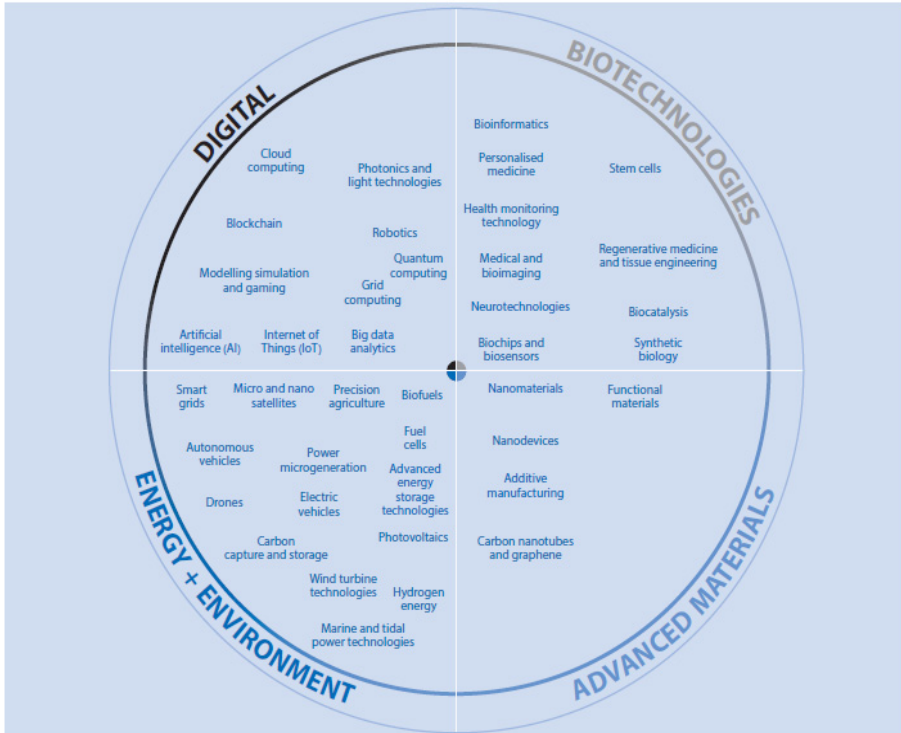 DIGITAL
Cloud
computing
Photonics and
light technologies
Blockchain
Robotics
Quantum
computing
Modelling simulation
and gaming
Grid
computing
Artificial
intelligence (AI)
Internet of
Things (IoT)
Big data
analytics
BIOTECHNOLOGIES
Bioinformatics
Personalised
medicine
Stem cells
Health monitoring
technology
Regenerative medicine
and tissue engineering
Medical and
bioimaging
Neurotechnologies
Biocatalysis
Biochips and
biosensors
Synthetic
biology
ENERGY + ENVIRONMENT
Smart
grids
Micro and nano
satellites
Precision
agriculture
Biofuels
Fuel
cells
Autonomous
vehicles
Power
microgeneration
Advanced
energy
storage
technologies
Drones
Electric
vehicles
Carbon
capture and storage
Photovoltaics
Wind turbine
technologies
Hydrogen
energy
Marine and tidal
power technologies
ADVANCED MATERIALS
Nanomaterials
Functional
materials
Nanodevices
Additive
manufacturing
Carbon nanotubes
and graphene